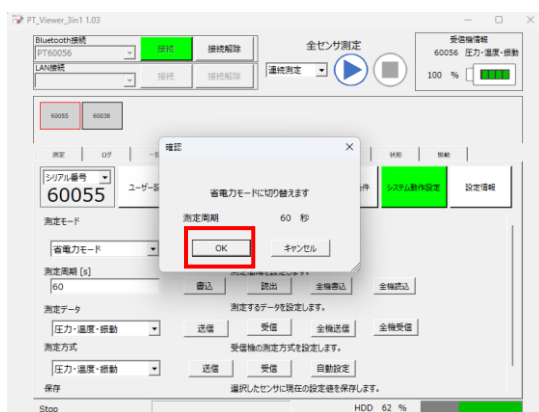 PT_Viewer_3in1 1.03
Bluetooth接続
PT60056 接続 接続解除
LAN接続
接続 接続解除
全センサ測定
連続測定
受信機情報
60056 圧力・温度・振動
100 %
60055 60038
測定 ログ 状態 振動
シリアル番号
60055
システム動作設定 設定情報
確認
省電力モードに切り替えます
測定周期 60 秒
OK キャンセル
測定モード
省電力モード
測定周期 [s]
60 書込 読出 全機書込 全機読込
測定データ 測定するデータを設定します。
圧力・温度・振動 送信 受信 全機送信 全機受信
測定方式 受信機の測定方式を設定します。
圧力・温度・振動 送信 受信 自動設定
保存 選択したセンサに現在の設定値を保存します。
Stop HDD 62 %